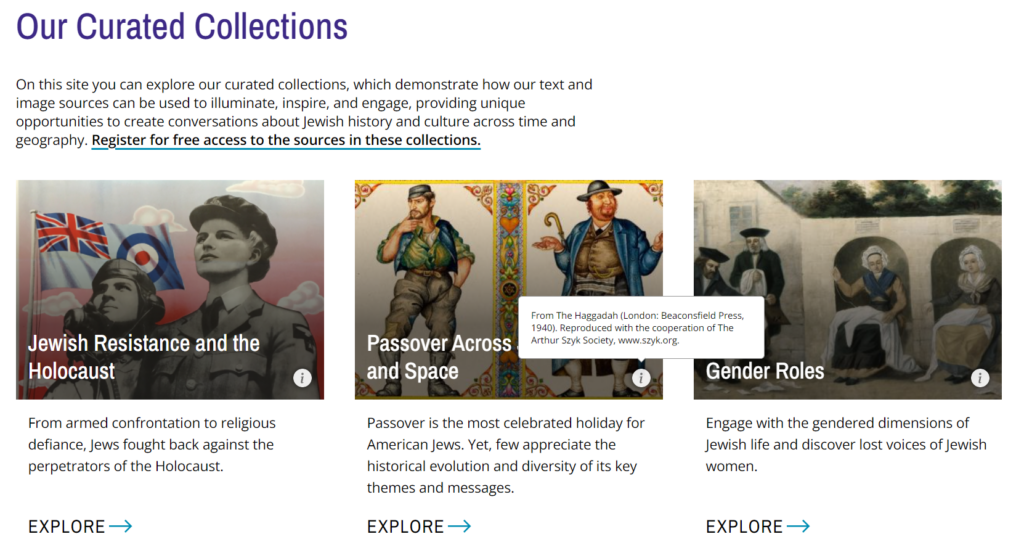 Our Curated Collections
On this site you can explore our curated collections, which demonstrate how our text and
image sources can be used to illuminate, inspire, and engage, providing unique
opportunities to create conversations about Jewish history and culture across time and
geography. Register for free access to the sources in these collections.
Jewish Resistance and the
Holocaust
i
From armed confrontation to religious
defiance, Jews fought back against the
perpetrators of the Holocaust.
EXPLORE
From The Haggadah (London: Beaconsfield Press,
1940). Reproduced with the cooperation of The
Arthur Szyk Society, www.szyk.org.
Passover Across
and Space
i
Passover is the most celebrated holiday for
American Jews. Yet, few appreciate the
historical evolution and diversity of its key
themes and messages.
EXPLORE
Gender Roles
i
Engage with the gendered dimensions of
Jewish life and discover lost voices of Jewish
women.
EXPLORE